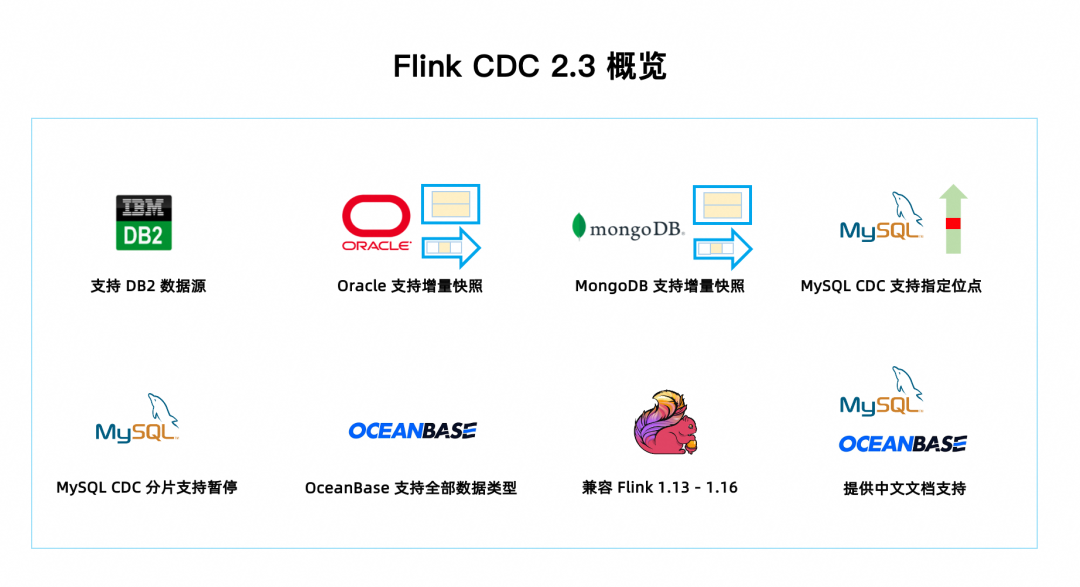 Flink CDC 2.3 概览
IBM
DB2
ORACLE
mongoDB
MySQL
支持 DB2 数据源
Oracle 支持增量快照
MongoDB 支持增量快照
MySQL CDC 支持指定位点
MySQL
OCEANBASE
MySQL
OCEANBASE
MySQL CDC 分片支持暂停
OceanBase 支持全部数据类型
兼容 Flink 1.13 - 1.16
提供中文文档支持